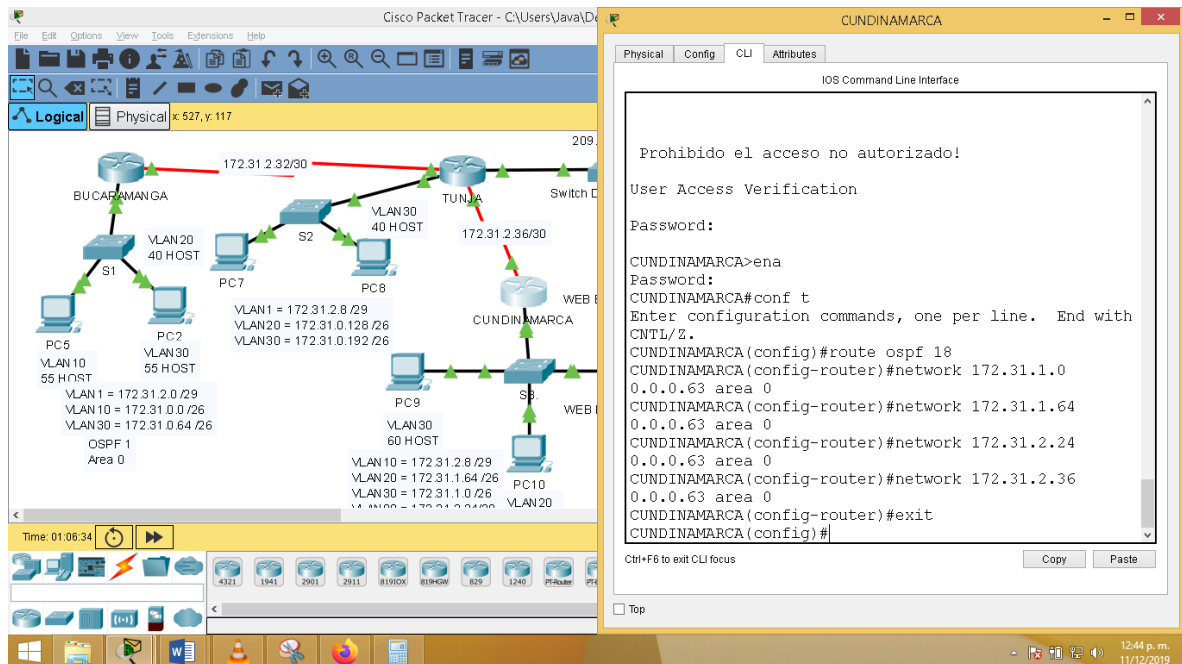 Cisco Packet Tracer - C:\Users\Java\De
File Edit Options View Tools Extensions Help
Logical Physical x: 527, y: 117
209.
172.31.2.32/30
BUCARAMANGA
TUNJA
Switch D
VLAN30
40 HOST
S2
172.31.2.36/30
VLAN20
40 HOST
S1
PC7
PC8
WEB
CUNDINAMARCA
VLAN1 = 172.31.2.8 /29
VLAN20 = 172.31.0.128 /26
VLAN30 = 172.31.0.192 /26
PC5
PC2
VLAN10
55 HOST
VLAN30
55 HOST
VLAN1 = 172.31.2.0 /29
VLAN10 = 172.31.0.0 /26
VLAN30 = 172.31.0.64 /26
OSPF 1
Area 0
PC9
S3.
WEB
VLAN30
60 HOST
PC10
VLAN20
VLAN10 = 172.31.2.8 /29
VLAN20 = 172.31.1.64 /26
VLAN30 = 172.31.1.0 /26
Time: 01:06:34
4321 1941 2901 2911 819IOX 819HGW 829 1240 PT-Router
CUNDINAMARCA
Physical Config CLI Attributes
IOS Command Line Interface
Prohibido el acceso no autorizado!
User Access Verification
Password:
CUNDINAMARCA>ena
Password:
CUNDINAMARCA#conf t
Enter configuration commands, one per line. End with
CNTL/Z.
CUNDINAMARCA(config)#route ospf 18
CUNDINAMARCA(config-router)#network 172.31.1.0
0.0.0.63 area 0
CUNDINAMARCA(config-router)#network 172.31.1.64
0.0.0.63 area 0
CUNDINAMARCA(config-router)#network 172.31.2.24
0.0.0.63 area 0
CUNDINAMARCA(config-router)#network 172.31.2.36
0.0.0.63 area 0
CUNDINAMARCA(config-router)#exit
CUNDINAMARCA(config)#
Ctrl+F6 to exit CLI focus
Copy Paste
Top
12:44 p. m.
11/12/2019